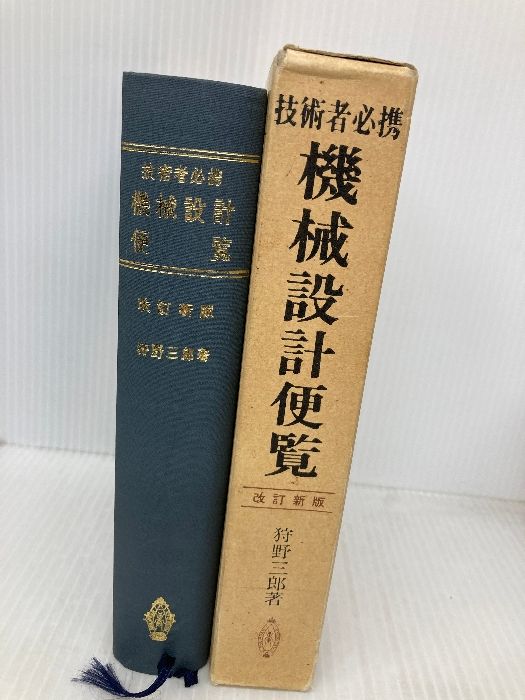 技術者必携
機械設計
便覧
改訂新版
狩野三郎著
技術者必携
機械設計便覧
改訂新版
狩野三郎著